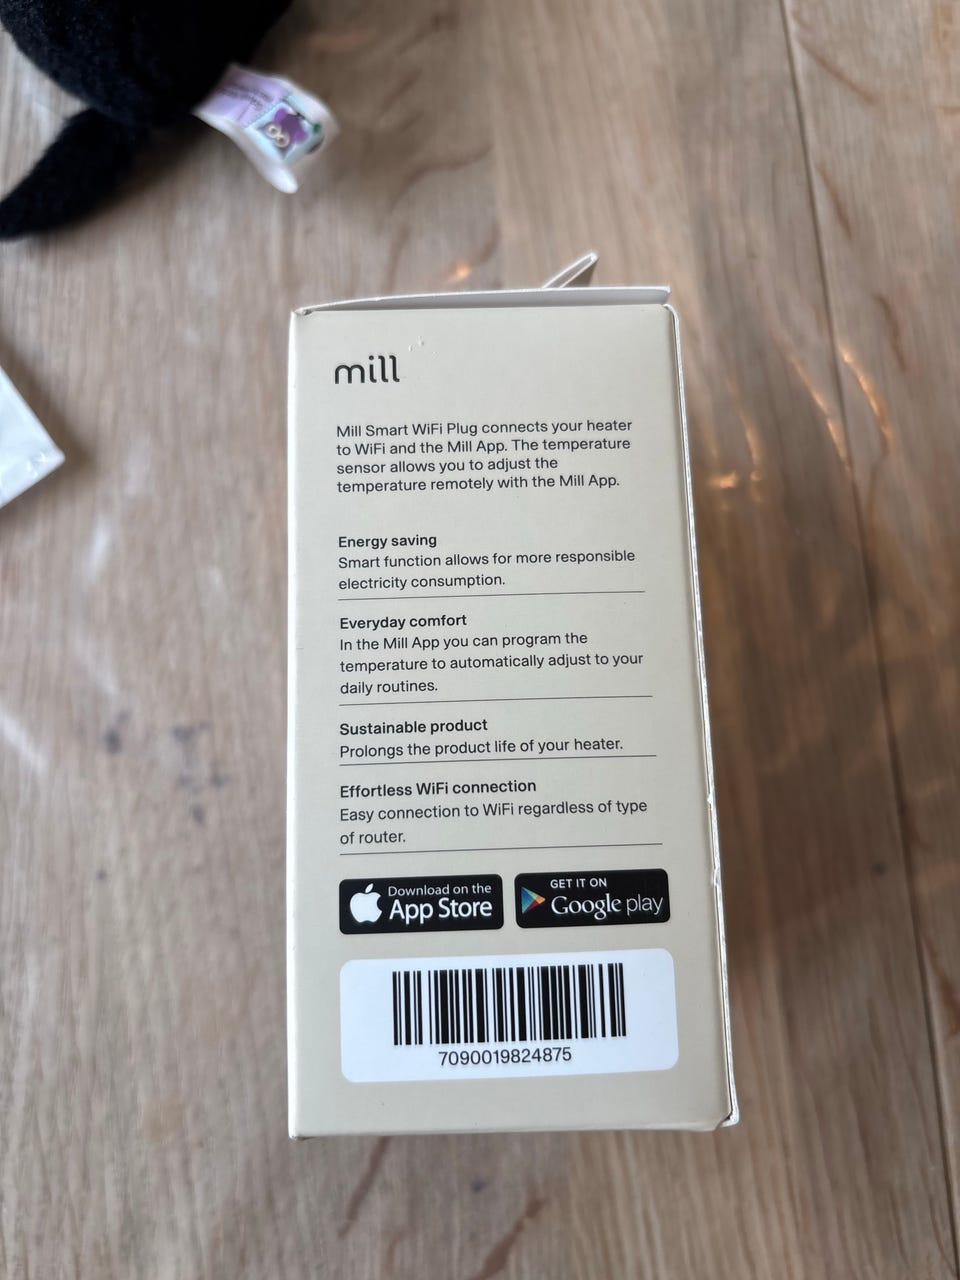 mill
Mill Smart WiFi Plug connects your heater
to WiFi and the Mill App. The temperature
sensor allows you to adjust the
temperature remotely with the Mill App.
Energy saving
Smart function allows for more responsible
electricity consumption.
Everyday comfort
In the Mill App you can program the
temperature to automatically adjust to your
daily routines.
Sustainable product
Prolongs the product life of your heater.
Effortless WiFi connection
Easy connection to WiFi regardless of type
of router.
Download on the
App Store
GET IT ON
Google play
7090019824875